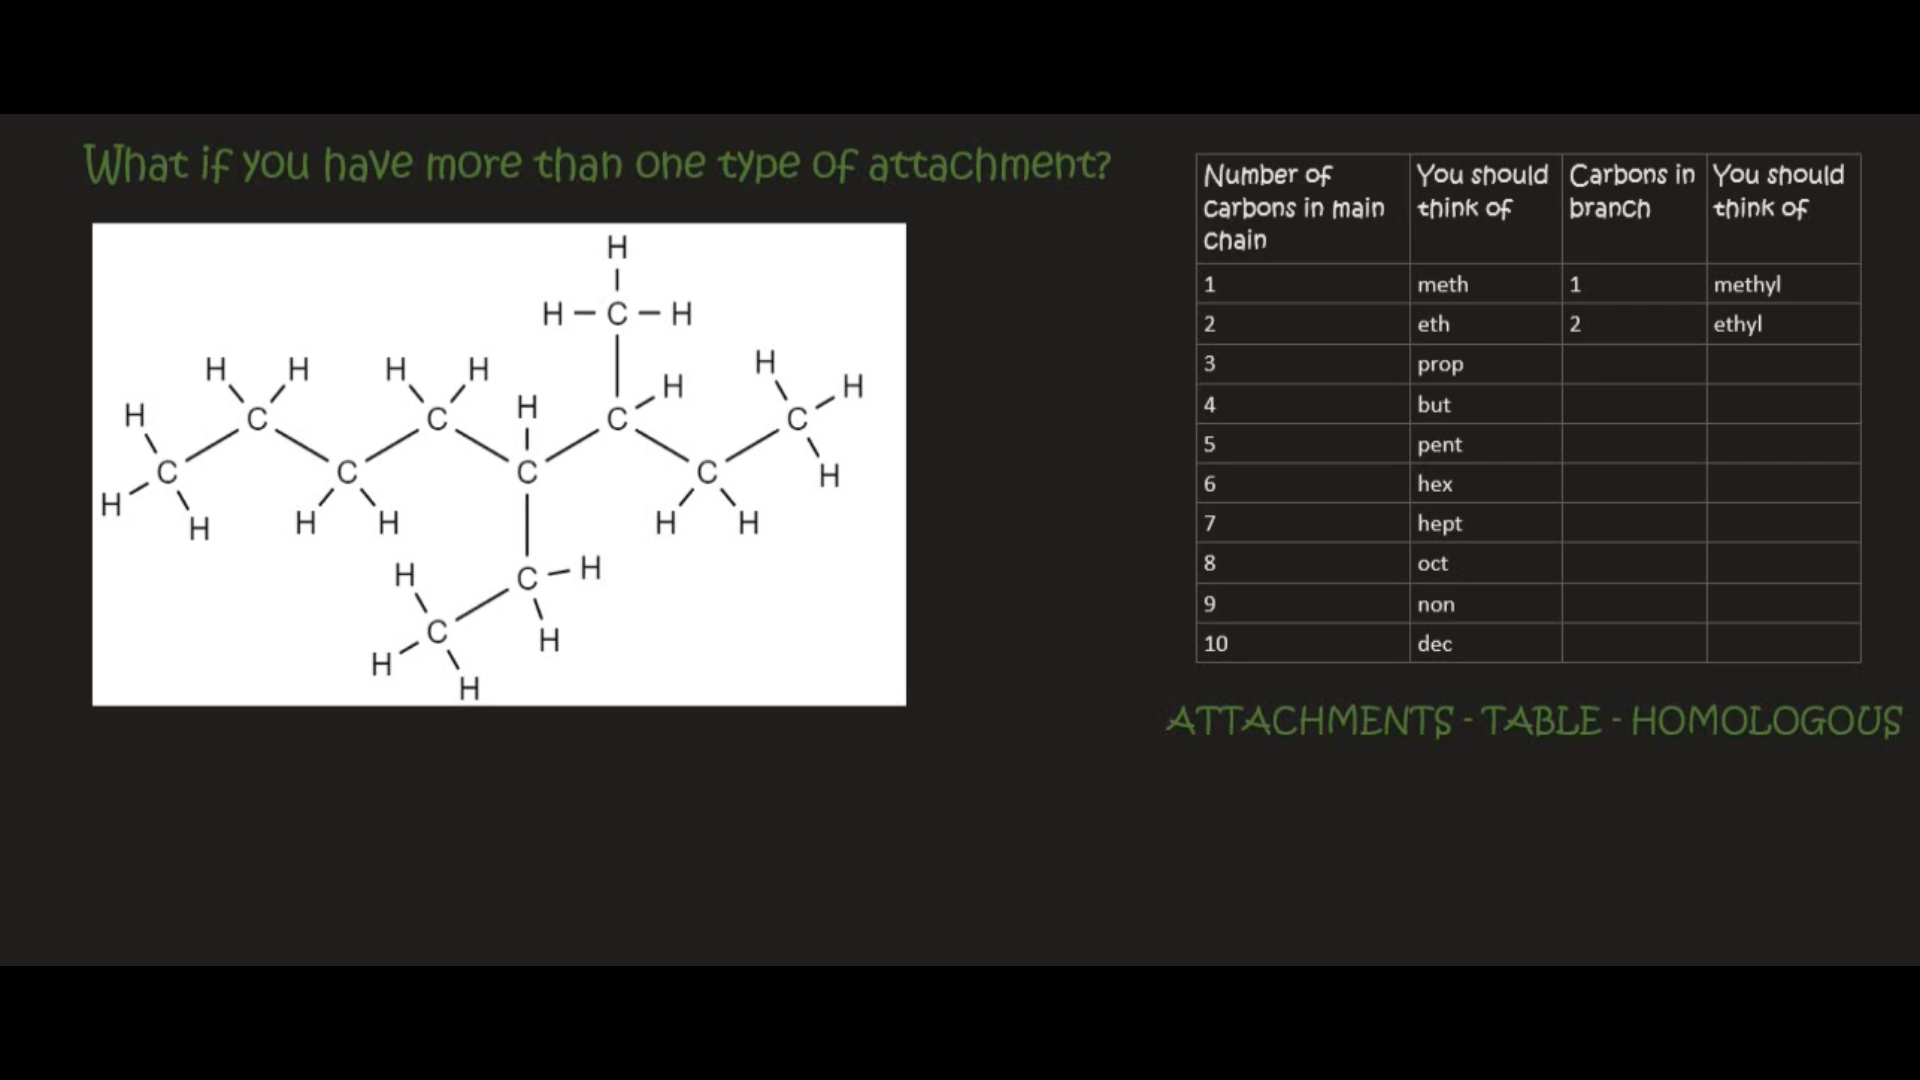 What if you have more than one type of attachment?
H
H – C – H
H H H H H H
H H C C H C C
C C C C H
H H H H H H H
H C – H
C H
H H
Number of carbons in main chain You should think of Carbons in branch You should think of
1 meth 1 methyl
2 eth 2 ethyl
3 prop
4 but
5 pent
6 hex
7 hept
8 oct
9 non
10 dec
ATTACHMENTS - TABLE - HOMOLOGOUS